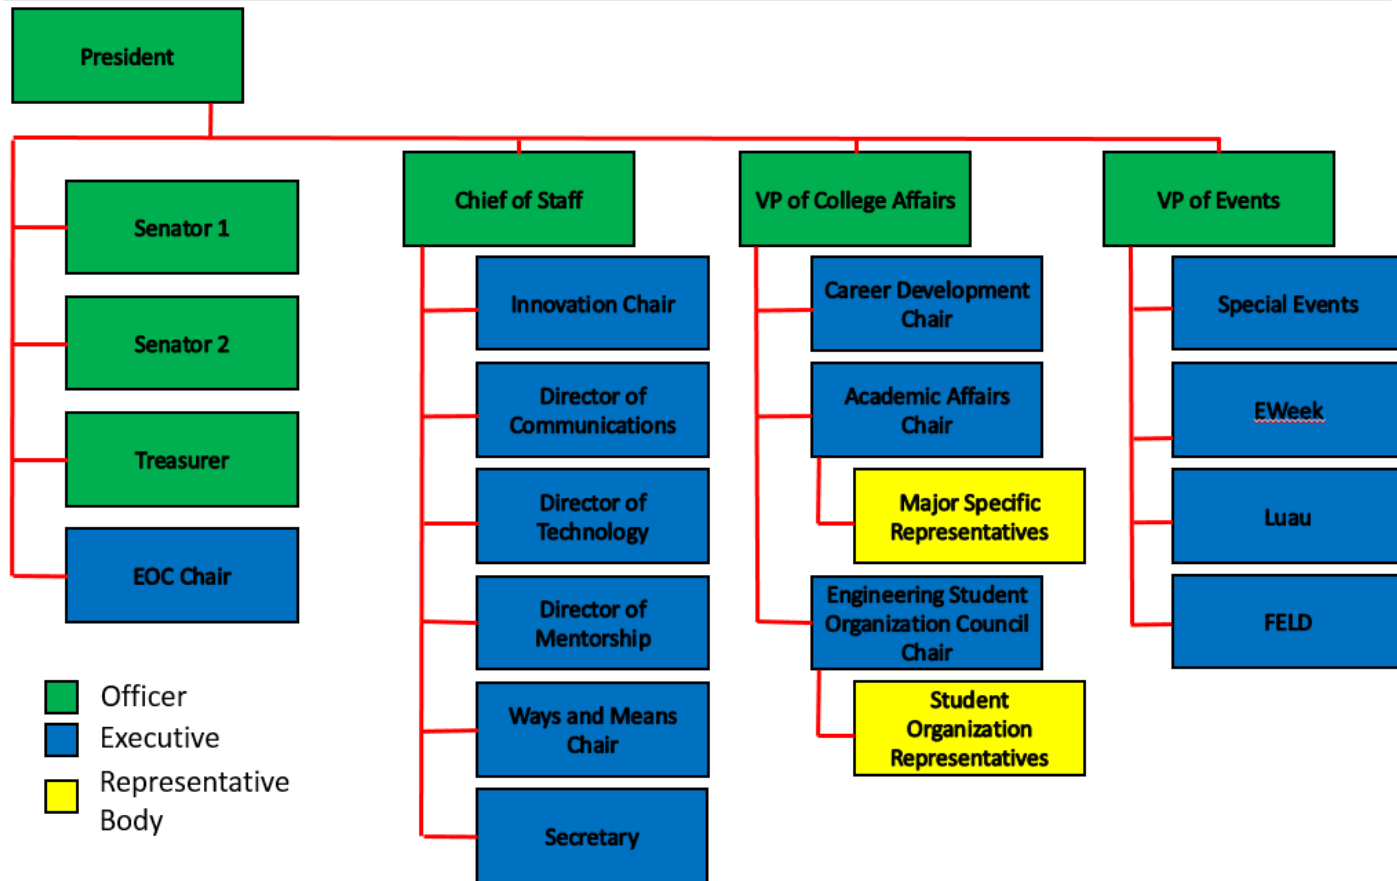 President
Senator 1
Senator 2
Treasurer
EOC Chair
Chief of Staff
Innovation Chair
Director of
Communications
Director of
Technology
Director of
Mentorship
Ways and Means
Chair
Secretary
VP of College Affairs
Career Development
Chair
Academic Affairs
Chair
Major Specific
Representatives
Engineering Student
Organization Council
Chair
Student
Organization
Representatives
VP of Events
Special Events
EWeek
Luau
FELD
Officer
Executive
Representative
Body